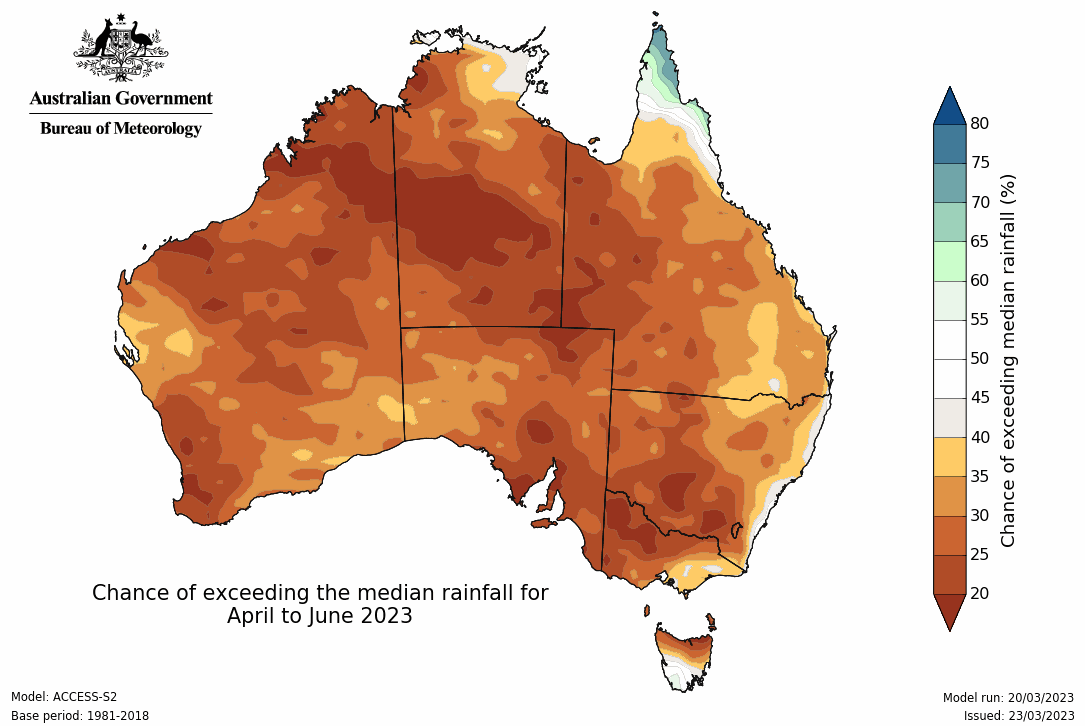 AUSTRALIA
Australian Government
Bureau of Meteorology
80
75
70
65
60
55
50
45
40
35
30
25
20
Chance of exceeding median rainfall (%)
Chance of exceeding the median rainfall for
April to June 2023
Model: ACCESS-S2
Base period: 1981-2018
Model run: 20/03/2023
Issued: 23/03/2023